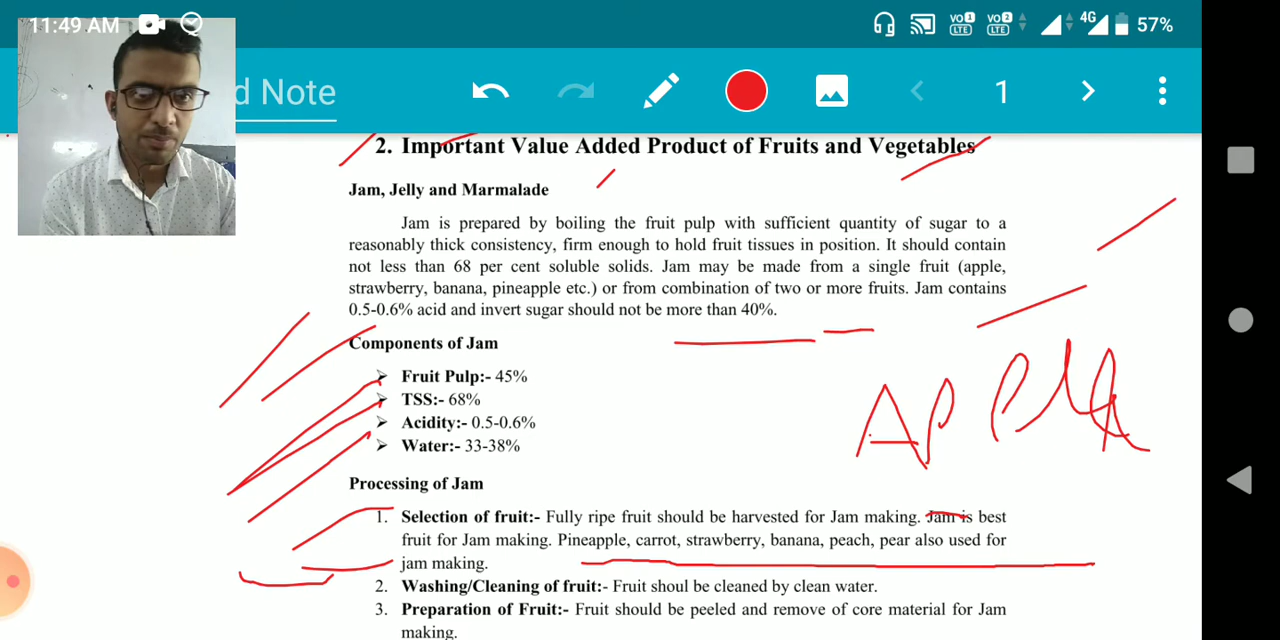 11:49 AM
VO 1 LTE
VO 2 LTE
4G
57%
d Note
1
2. Important Value Added Product of Fruits and Vegetables
Jam, Jelly and Marmalade
Jam is prepared by boiling the fruit pulp with sufficient quantity of sugar to a
reasonably thick consistency, firm enough to hold fruit tissues in position. It should contain
not less than 68 per cent soluble solids. Jam may be made from a single fruit (apple,
strawberry, banana, pineapple etc.) or from combination of two or more fruits. Jam contains
0.5-0.6% acid and invert sugar should not be more than 40%.
Components of Jam
➢ Fruit Pulp:- 45%
➢ TSS:- 68%
➢ Acidity:- 0.5-0.6%
➢ Water:- 33-38%
Processing of Jam
1. Selection of fruit:- Fully ripe fruit should be harvested for Jam making. Jam is best
fruit for Jam making. Pineapple, carrot, strawberry, banana, peach, pear also used for
jam making.
2. Washing/Cleaning of fruit:- Fruit shoul be cleaned by clean water.
3. Preparation of Fruit:- Fruit should be peeled and remove of core material for Jam
making.